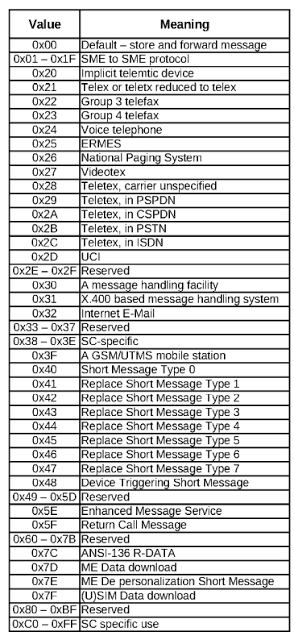 Value Meaning
0x00 Default – store and forward message
0x01 – 0x1F SME to SME protocol
0x20 Implicit telemtic device
0x21 Telex or teletx reduced to telex
0x22 Group 3 telefax
0x23 Group 4 telefax
0x24 Voice telephone
0x25 ERMES
0x26 National Paging System
0x27 Videotex
0x28 Teletex, carrier unspecified
0x29 Teletex, in PSPDN
0x2A Teletex, in CSPDN
0x2B Teletex, in PSTN
0x2C Teletex, in ISDN
0x2D UCI
0x2E – 0x2F Reserved
0x30 A message handling facility
0x31 X.400 based message handling system
0x32 Internet E-Mail
0x33 – 0x37 Reserved
0x38 – 0x3E SC-specific
0x3F A GSM/UTMS mobile station
0x40 Short Message Type 0
0x41 Replace Short Message Type 1
0x42 Replace Short Message Type 2
0x43 Replace Short Message Type 3
0x44 Replace Short Message Type 4
0x45 Replace Short Message Type 5
0x46 Replace Short Message Type 6
0x47 Replace Short Message Type 7
0x48 Device Triggering Short Message
0x49 – 0x5D Reserved
0x5E Enhanced Message Service
0x5F Return Call Message
0x60 – 0x7B Reserved
0x7C ANSI-136 R-DATA
0x7D ME Data download
0x7E ME De personalization Short Message
0x7F (U)SIM Data download
0x80 – 0xBF Reserved
0xC0 – 0xFF SC specific use